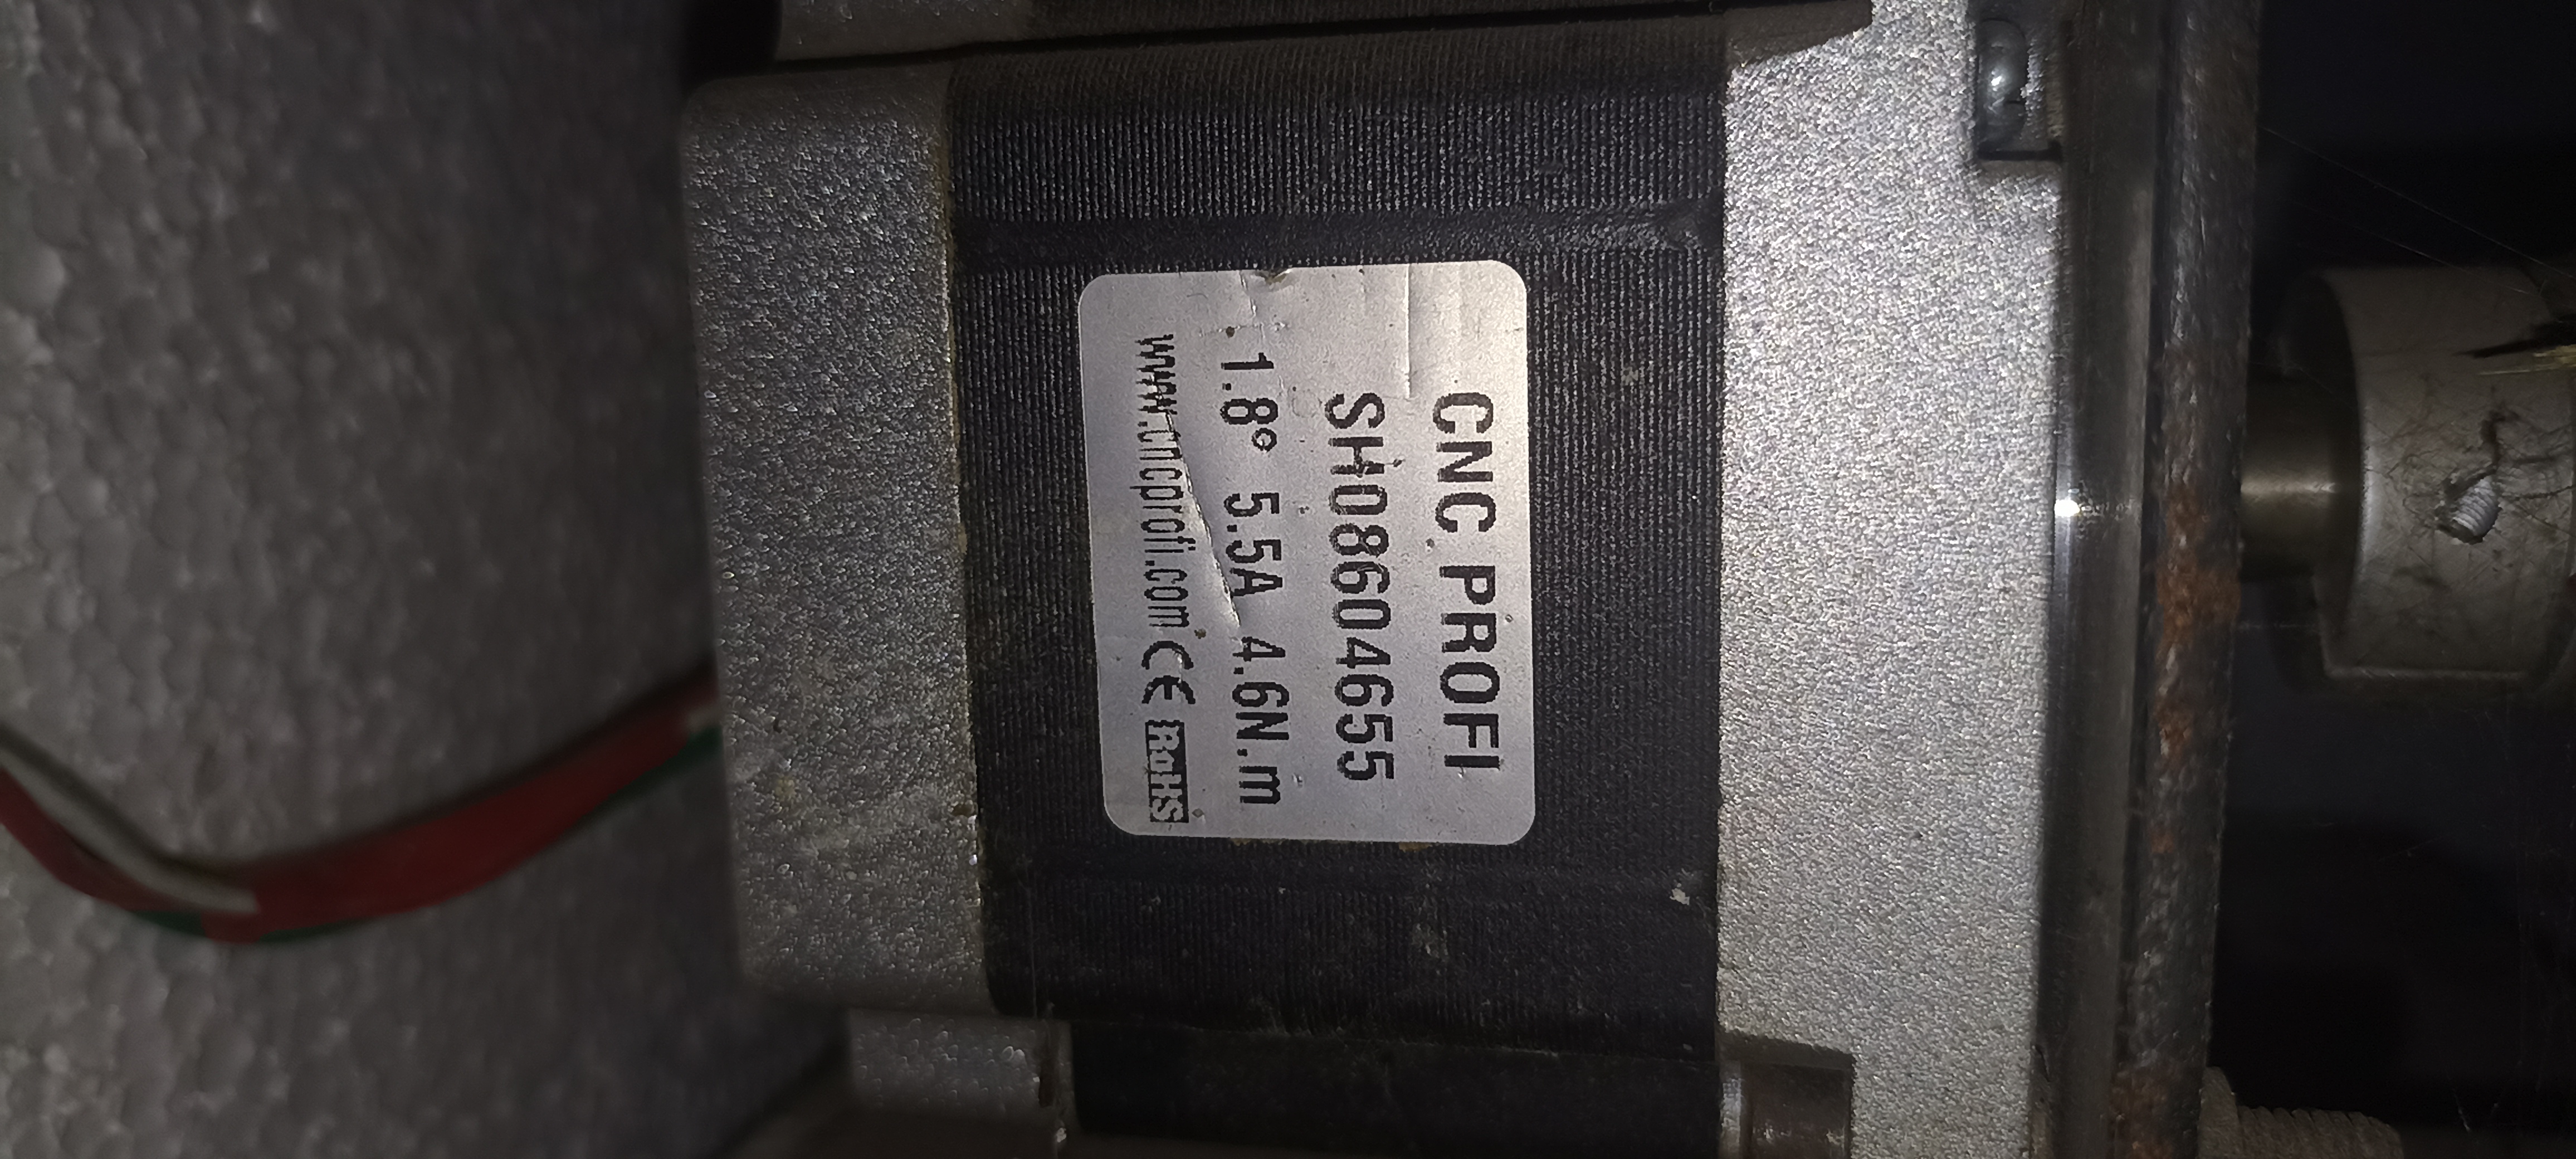 CNC PROFI
SH08604655
1.8° 5.5A 4.6N.m
www.cncprofi.com CE RoHS